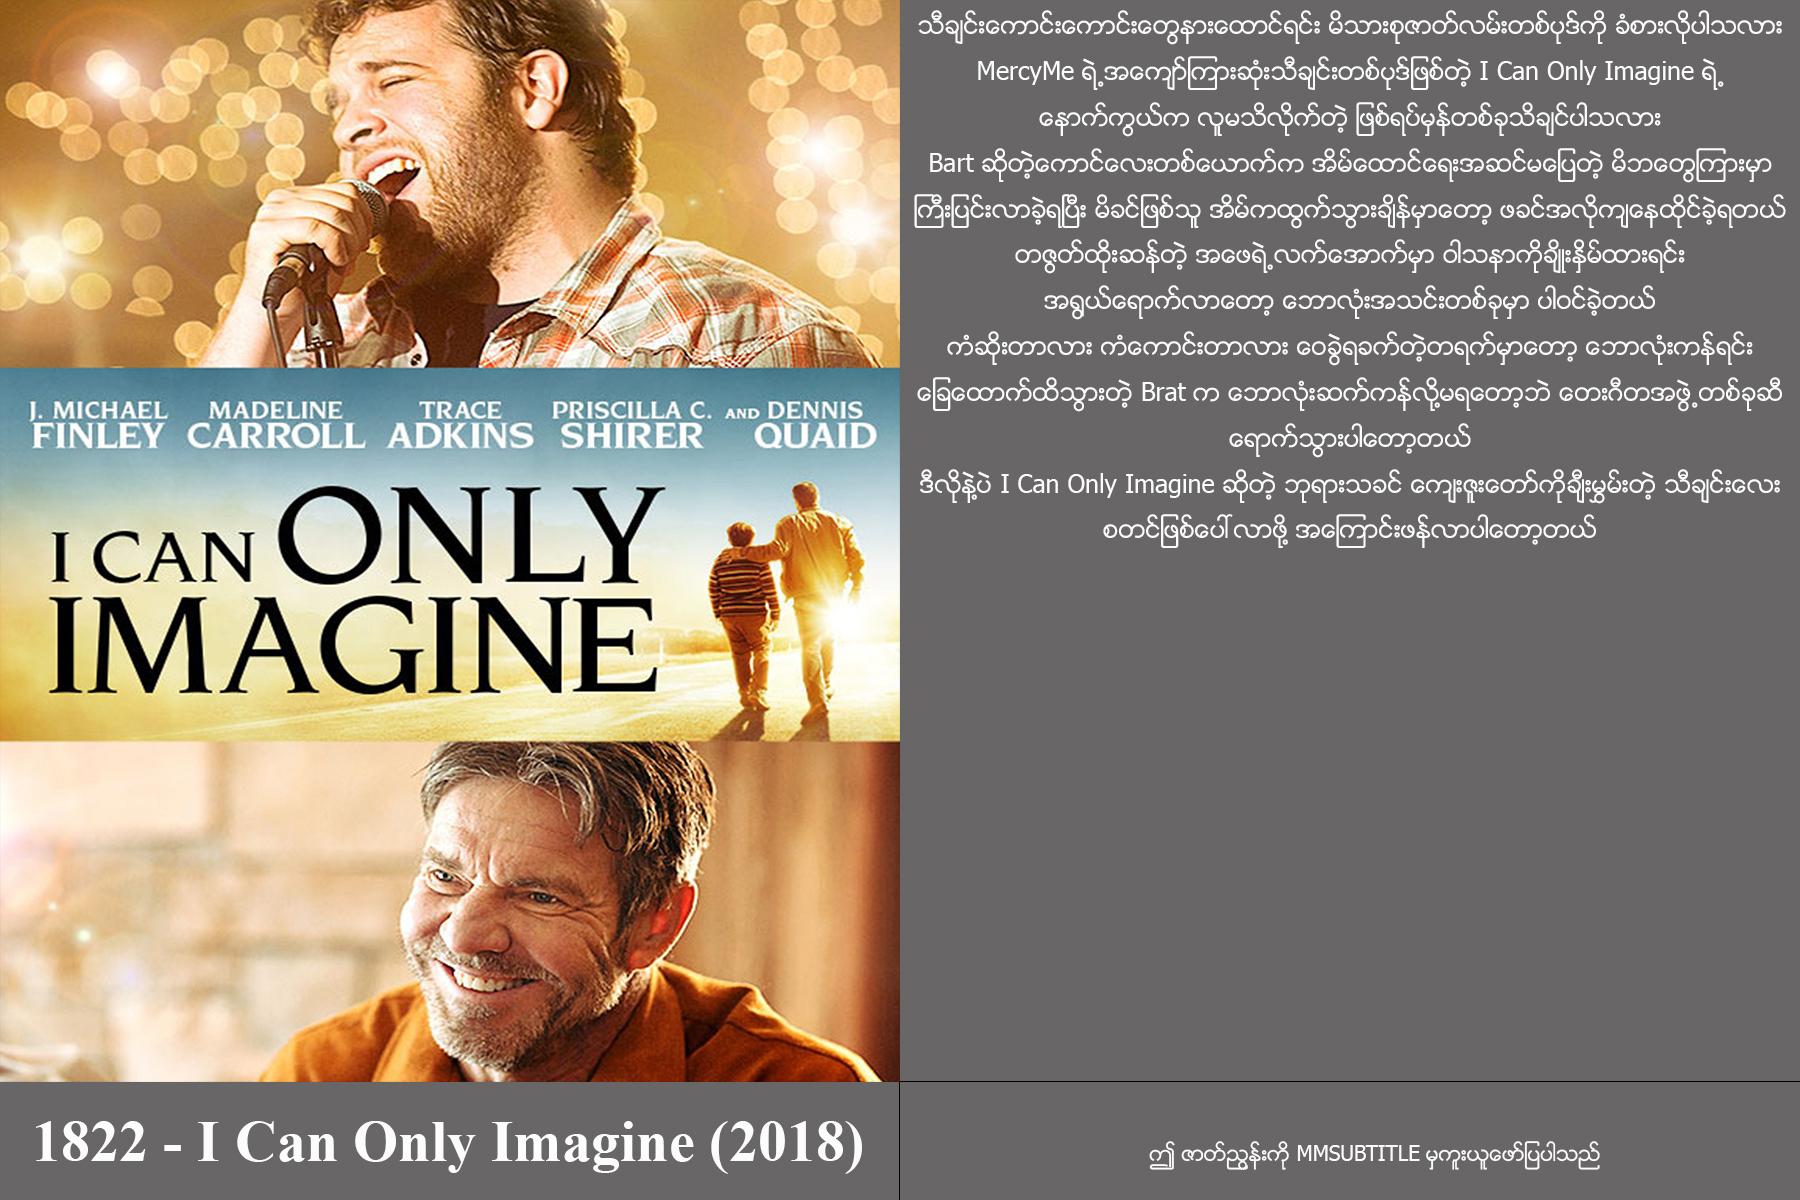 J. MICHAEL FINLEY MADELINE CARROLL TRACE ADKINS PRISCILLA C. SHIRER AND DENNIS QUAID
I CAN ONLY
IMAGINE
1822 - I Can Only Imagine (2018)
သီချင်းကောင်းကောင်းတွေနားထောင်ရင်း မိသားစုဇာတ်လမ်းတစ်ပုဒ်ကို ခံစားလိုပါသလား
MercyMe ရဲ့အကျော်ကြားဆုံးသီချင်းတစ်ပုဒ်ဖြစ်တဲ့ I Can Only Imagine ရဲ့
နောက်ကွယ်က လူမသိလိုက်တဲ့ ဖြစ်ရပ်မှန်တစ်ခုသိချင်ပါသလား
Bart ဆိုတဲ့ကောင်လေးတစ်ယောက်က အိမ်ထောင်ရေးအဆင်မပြေတဲ့ မိဘတွေကြားမှာ
ကြီးပြင်းလာခဲ့ရပြီး မိခင်ဖြစ်သူ အိမ်ကထွက်သွားချိန်မှာတော့ ဖခင်အလိုကျနေထိုင်ခဲ့ရတယ်
တဇွတ်ထိုးဆန်တဲ့ အဖေရဲ့လက်အောက်မှာ ဝါသနာကိုချိုးနှိမ်ထားရင်း
အရွယ်ရောက်လာတော့ ဘောလုံးအသင်းတစ်ခုမှာ ပါဝင်ခဲ့တယ်
ကံဆိုးတာလား ကံကောင်းတာလား ဝေခွဲရခက်တဲ့တရက်မှာတော့ ဘောလုံးကန်ရင်း
ခြေထောက်ထိသွားတဲ့ Brat က ဘောလုံးဆက်ကန်လို့မရတော့ဘဲ တေးဂီတအဖွဲ့တစ်ခုဆီ
ရောက်သွားပါတော့တယ်
ဒီလိုနဲ့ပဲ I Can Only Imagine ဆိုတဲ့ ဘုရားသခင် ကျေးဇူးတော်ကိုချီးမွှမ်းတဲ့ သီချင်းလေး
စတင်ဖြစ်ပေါ်လာဖို့ အကြောင်းဖန်လာပါတော့တယ်
ဤ ဇာတ်ညွှန်းကို MMSUBTITLE မှကူးယူဖော်ပြပါသည်